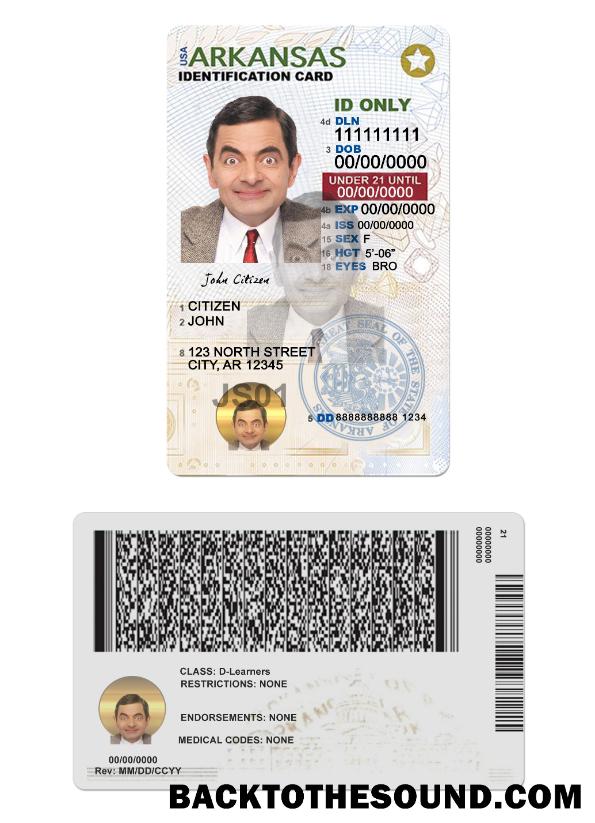 USA
ARKANSAS
IDENTIFICATION CARD
ID ONLY
4d DLN
111111111
3 DOB
00/00/0000
UNDER 21 UNTIL
00/00/0000
4b EXP 00/00/0000
4a ISS 00/00/0000
15 SEX F
16 HGT 5'-06"
18 EYES BRO
John Citizen
1 CITIZEN
2 JOHN
8 123 NORTH STREET
CITY, AR 12345
JS01
GREAT SEAL OF THE STATE OF ARKANSAS
5 DD 8888888888 1234
21
00000000
00000000
CLASS: D-Learners
RESTRICTIONS: NONE
ENDORSEMENTS: NONE
MEDICAL CODES: NONE
00/00/0000
Rev: MM/DD/CCYY
BACKTOTHESOUND.COM